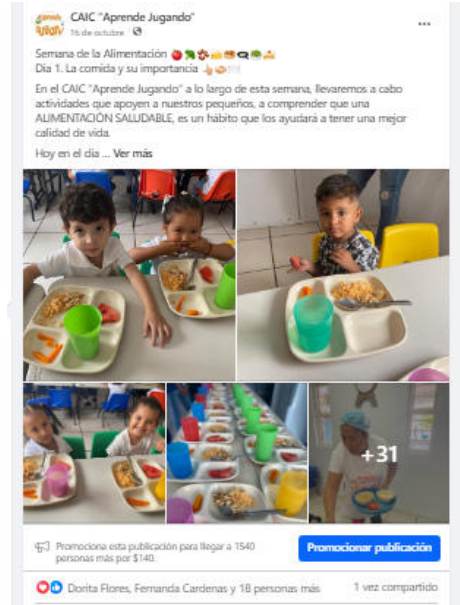 CAIC "Aprende Jugando"
16 de octubre
Semana de la Alimentación
Dia 1. La comida y su importancia
En el CAIC "Aprende Jugando" a lo largo de esta semana, llevaremos a cabo
actividades que apoyen a nuestros pequeños, a comprender que una
ALIMENTACIÓN SALUDABLE, es un hábito que los ayudará a tener una mejor
calidad de vida.
Hoy en el día ... Ver más
+31
Promociona esta publicación para llegar a 1540
personas más por $140.
Promocionar publicación
Dorita Flores, Fernanda Cardenas y 18 personas más
1 vez compartido